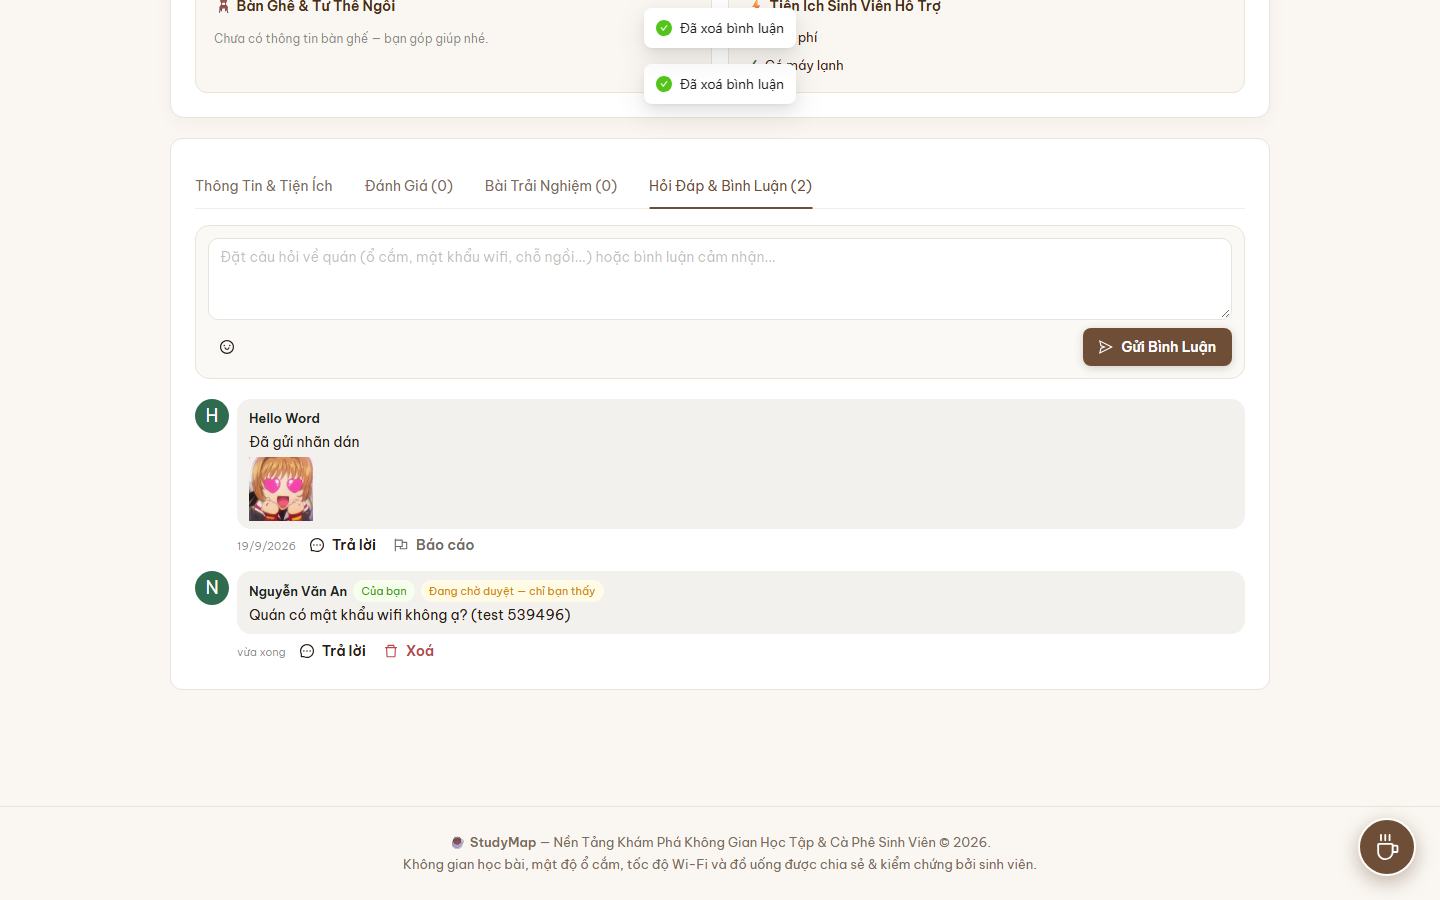 Bàn Ghế & Tư Thế Ngồi
Tiện Ích Sinh Viên Hỗ Trợ
Đã xoá bình luận
Chưa có thông tin bàn ghế — bạn góp giúp nhé.
phí
máy lạnh
Đã xoá bình luận
Thông Tin & Tiện Ích
Đánh Giá (0)
Bài Trải Nghiệm (0)
Hỏi Đáp & Bình Luận (2)
Đặt câu hỏi về quán (ổ cắm, mật khẩu wifi, chỗ ngồi...) hoặc bình luận cảm nhận...
Gửi Bình Luận
H
Hello Word
Đã gửi nhãn dán
19/9/2026
Trả lời
Báo cáo
N
Nguyễn Văn An
Của bạn
Đang chờ duyệt — chỉ bạn thấy
Quán có mật khẩu wifi không ạ? (test 539496)
vừa xong
Trả lời
Xoá
StudyMap — Nền Tảng Khám Phá Không Gian Học Tập & Cà Phê Sinh Viên © 2026.
Không gian học bài, mật độ ổ cắm, tốc độ Wi-Fi và đồ uống được chia sẻ & kiểm chứng bởi sinh viên.